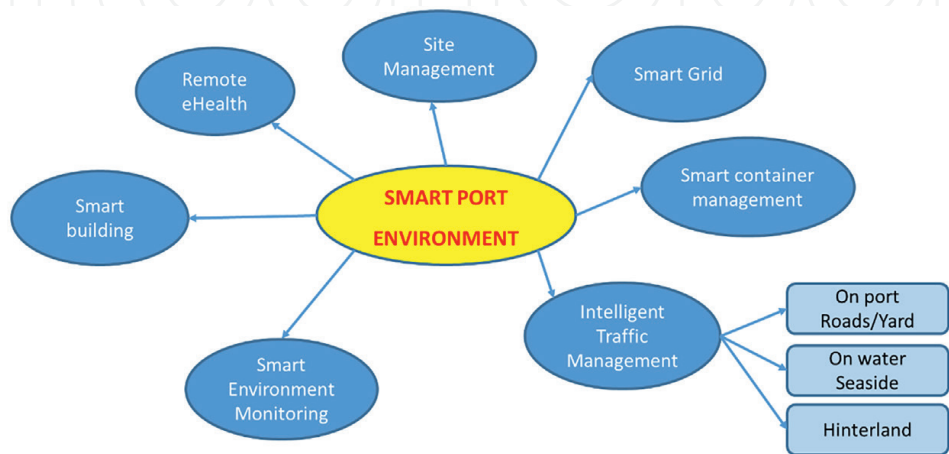 Site
Management
Remote
eHealth
Smart Grid
Smart container
management
Smart
building
SMART PORT
ENVIRONMENT
Intelligent
Traffic
Management
On port
Roads/Yard
On water
Seaside
Hinterland
Smart
Environment
Monitoring